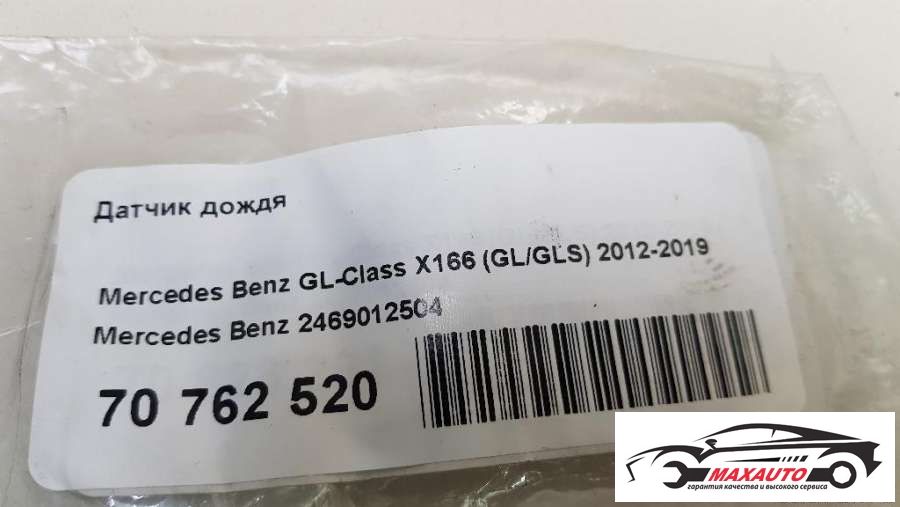 Датчик дождя
Mercedes Benz GL-Class X166 (GL/GLS) 2012-2019
Mercedes Benz 2469012504
70 762 520
MAXAUTO
гарантия качества и высокого сервиса